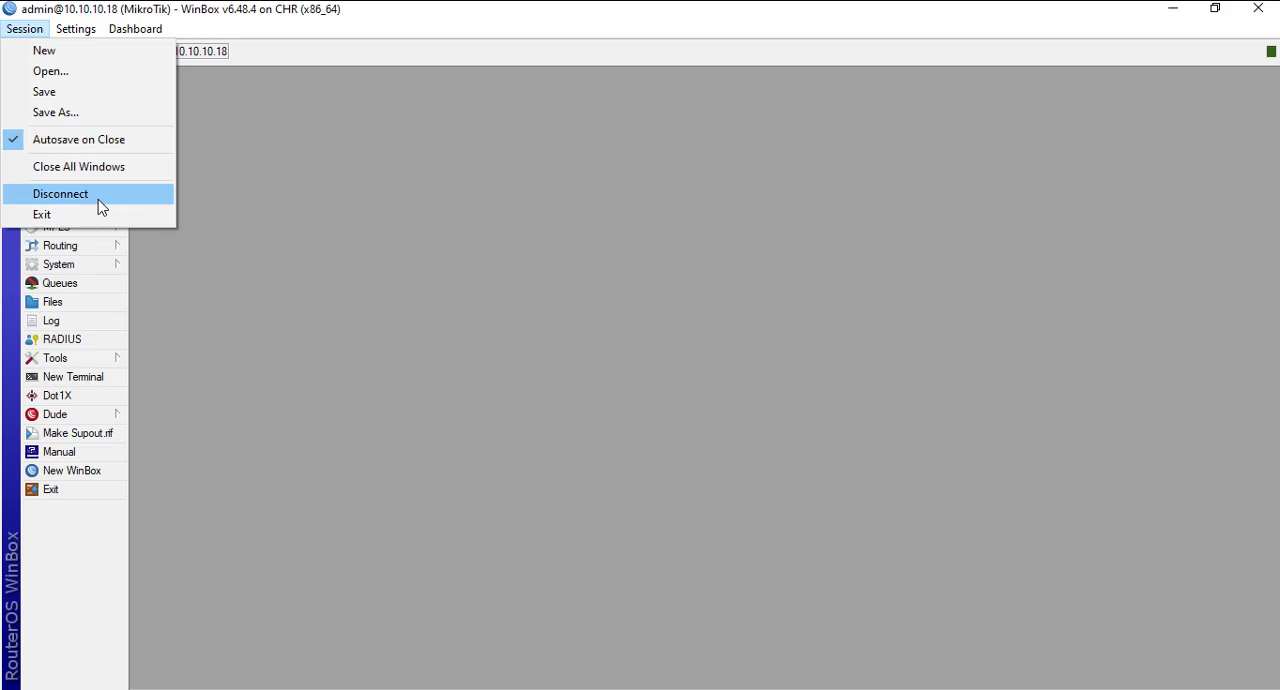 admin@10.10.10.18 (MikroTik) - WinBox v6.48.4 on CHR (x86_64)
Session Settings Dashboard
10.10.10.18
New
Open...
Save
Save As...
Autosave on Close
Close All Windows
Disconnect
Exit
MPLS
Routing
System
Queues
Files
Log
RADIUS
Tools
New Terminal
Dot1X
Dude
Make Supout.rif
Manual
New WinBox
Exit
RouterOS WinBox